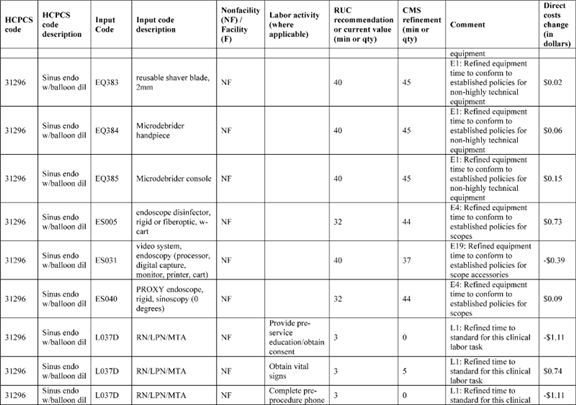 HCPCS code | HCPCS code description | Input Code | Input code description | Nonfacility (NF) / Facility (F) | Labor activity (where applicable) | RUC recommendation or current value (min or qty) | CMS refinement (min or qty) | Comment | Direct costs change (in dollars)
equipment
31296 | Sinus endo w/balloon dil | EQ383 | reusable shaver blade, 2mm | NF | | 40 | 45 | E1: Refined equipment time to conform to established policies for non-highly technical equipment | $0.02
31296 | Sinus endo w/balloon dil | EQ384 | Microdebrider handpiece | NF | | 40 | 45 | E1: Refined equipment time to conform to established policies for non-highly technical equipment | $0.06
31296 | Sinus endo w/balloon dil | EQ385 | Microdebrider console | NF | | 40 | 45 | E1: Refined equipment time to conform to established policies for non-highly technical equipment | $0.15
31296 | Sinus endo w/balloon dil | ES005 | endoscope disinfector, rigid or fiberoptic, w-cart | NF | | 32 | 44 | E4: Refined equipment time to conform to established policies for scopes | $0.73
31296 | Sinus endo w/balloon dil | ES031 | video system, endoscopy (processor, digital capture, monitor, printer, cart) | NF | | 40 | 37 | E19: Refined equipment time to conform to established policies for scope accessories | -$0.39
31296 | Sinus endo w/balloon dil | ES040 | PROXY endoscope, rigid, sinoscopy (0 degrees) | NF | | 32 | 44 | E4: Refined equipment time to conform to established policies for scopes | $0.09
31296 | Sinus endo w/balloon dil | L037D | RN/LPN/MTA | NF | Provide pre-service education/obtain consent | 3 | 0 | L1: Refined time to standard for this clinical labor task | -$1.11
31296 | Sinus endo w/balloon dil | L037D | RN/LPN/MTA | NF | Obtain vital signs | 3 | 5 | L1: Refined time to standard for this clinical labor task | $0.74
31296 | Sinus endo w/balloon dil | L037D | RN/LPN/MTA | NF | Complete pre-procedure phone | 3 | 0 | L1: Refined time to standard for this clinical | -$1.11